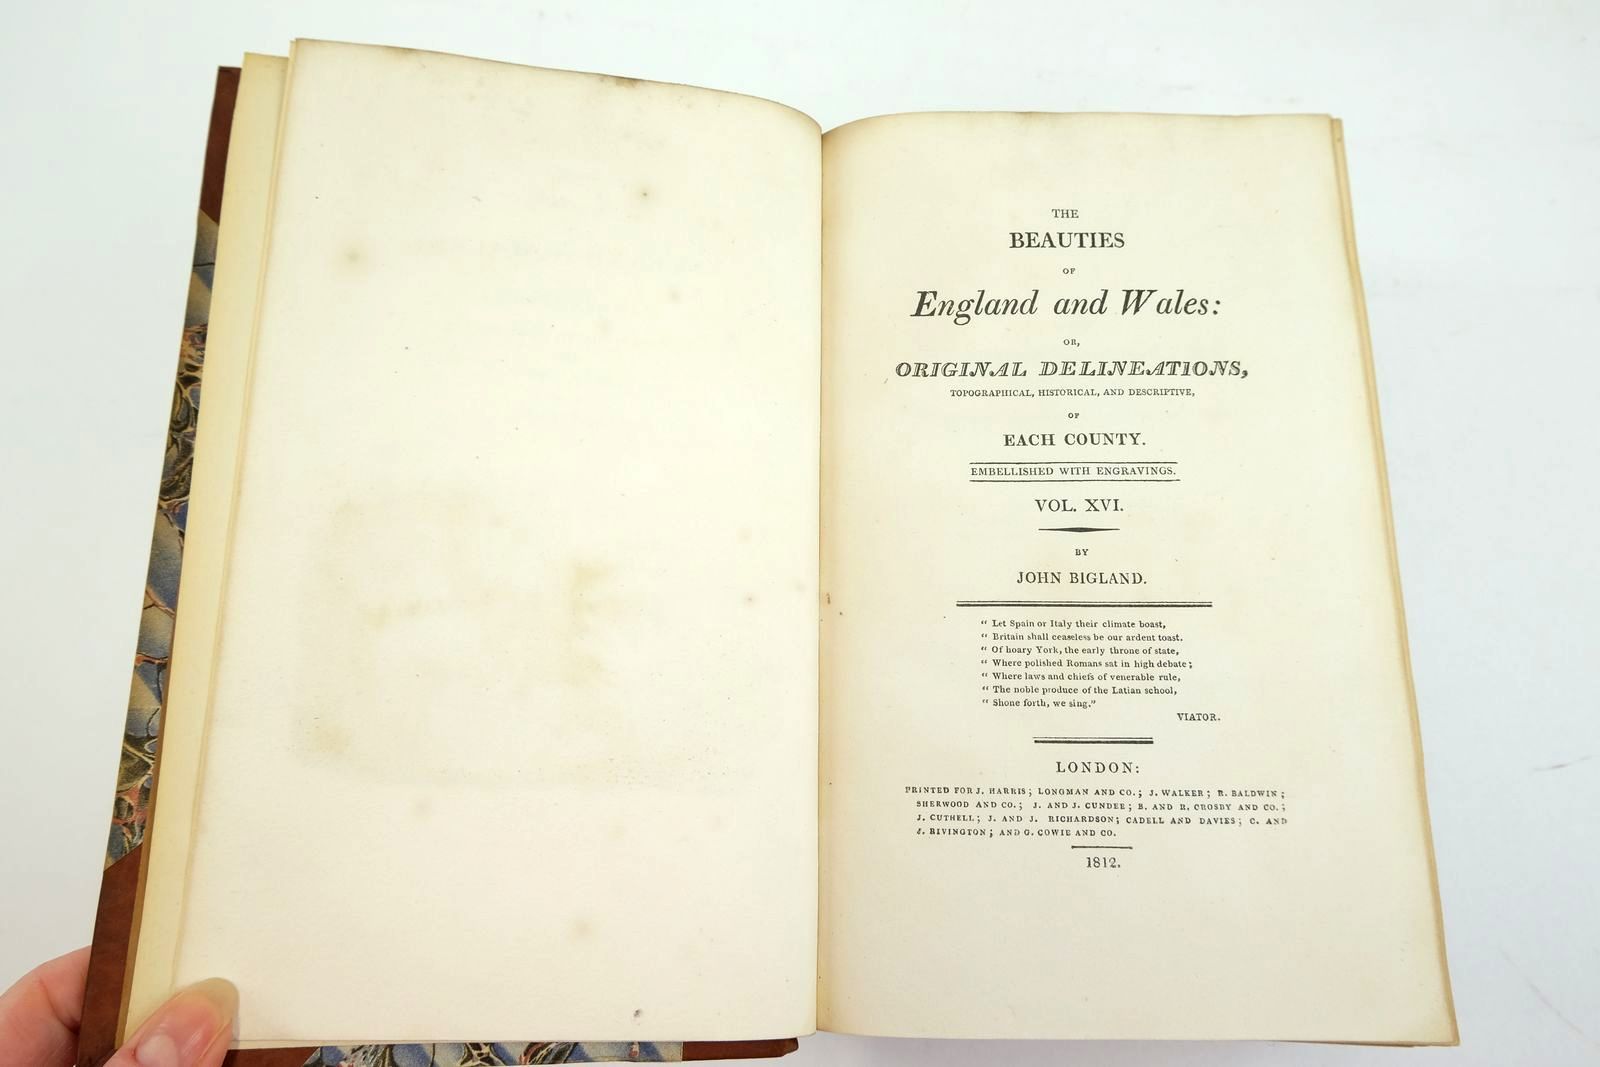 THE
BEAUTIES
OF
England and Wales:
OR,
ORIGINAL DELINEATIONS,
TOPOGRAPHICAL, HISTORICAL, AND DESCRIPTIVE,
OF
EACH COUNTY.
EMBELLISHED WITH ENGRAVINGS.
VOL. XVI.
BY
JOHN BIGLAND.
“ Let Spain or Italy their climate boast,
“ Britain shall ceaseless be our ardent toast.
“ Of hoary York, the early throne of state,
“ Where polished Romans sat in high debate;
“ Where laws and chiefs of venerable rule,
“ The noble produce of the Latian school,
“ Shone forth, we sing.”
VIATOR.
LONDON:
PRINTED FOR J. HARRIS; LONGMAN AND CO.; J. WALKER; R. BALDWIN;
SHERWOOD AND CO.; J. AND J. CUNDEE; B. AND R. CROSBY AND CO.;
J. CUTHELL; J. AND J. RICHARDSON; CADELL AND DAVIES; C. AND
J. RIVINGTON; AND G. COWIE AND CO.
1812.